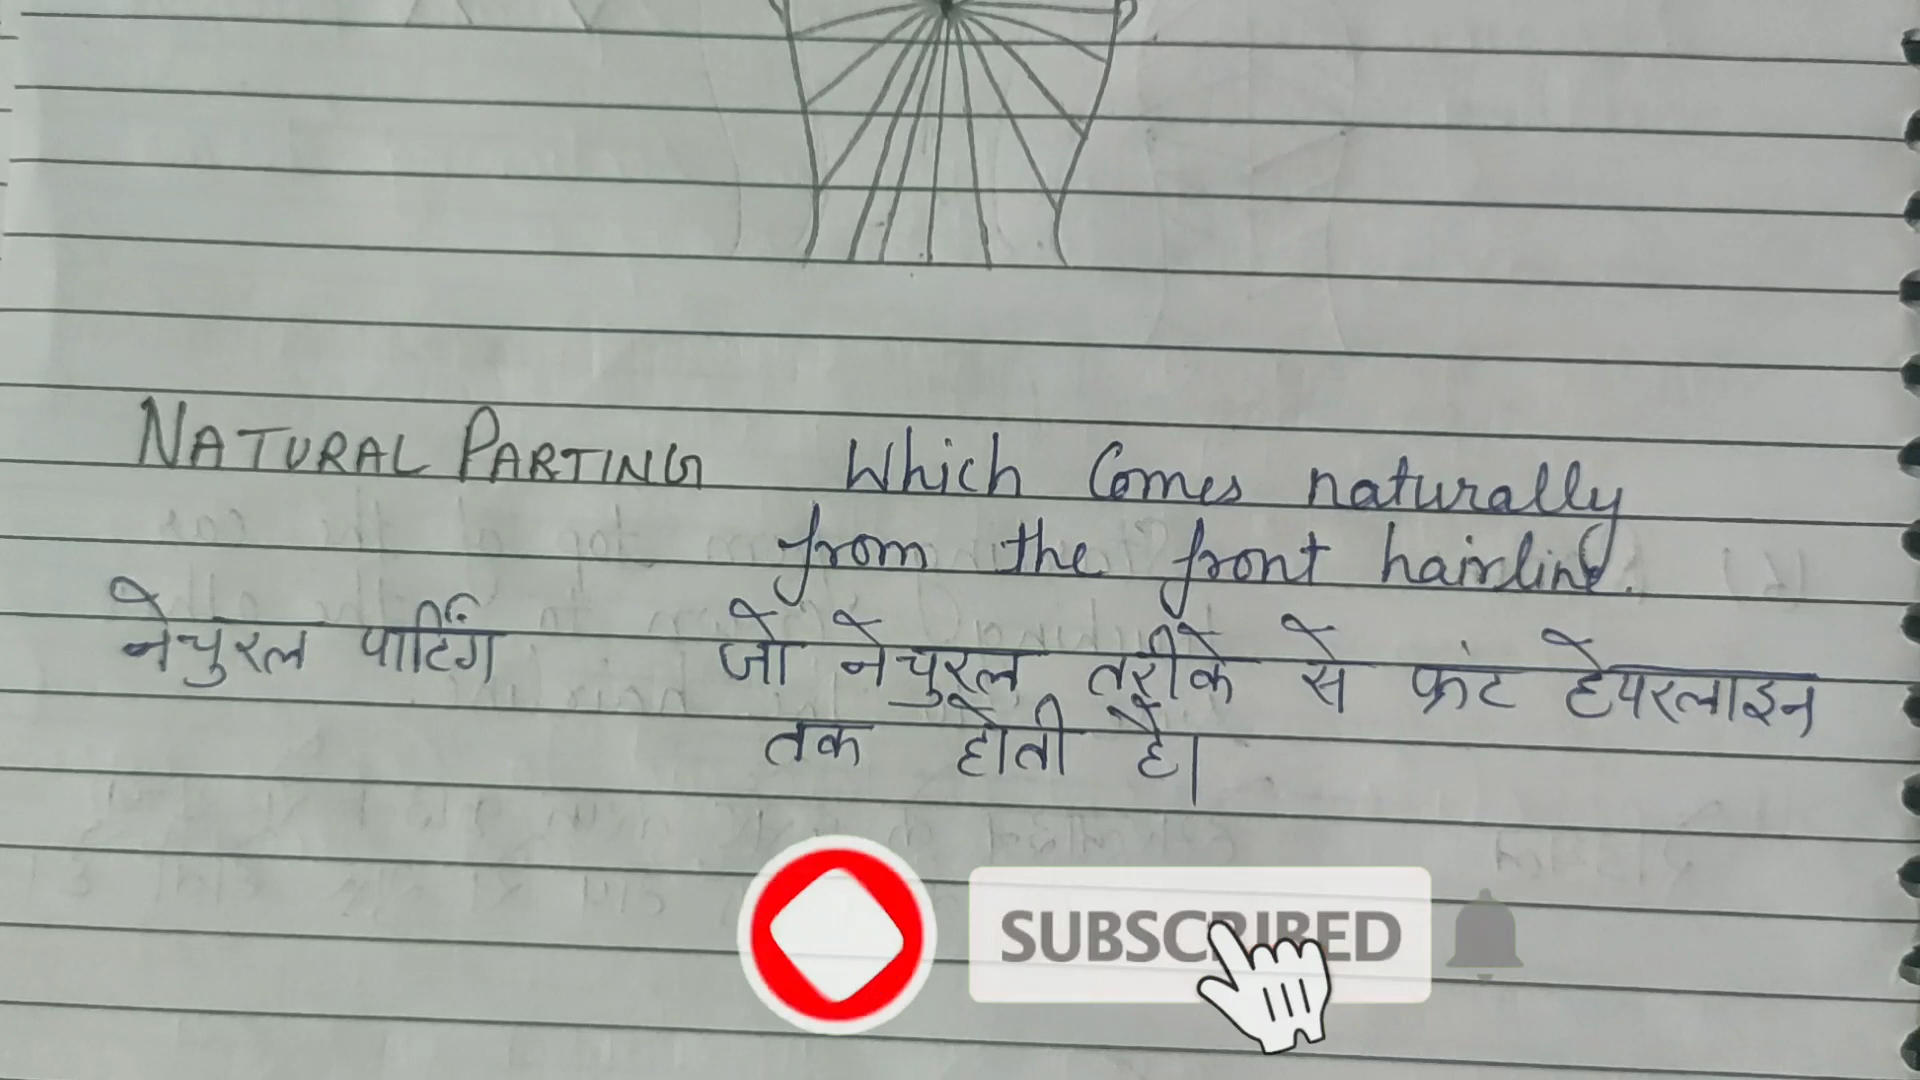 NATURAL PARTING Which Comes naturally
from the front hairline.
नेचुरल पार्टिंग जो नेचुरल तरीके से फ्रंट हेयरलाइन
तक होती है।
SUBSCRIBED